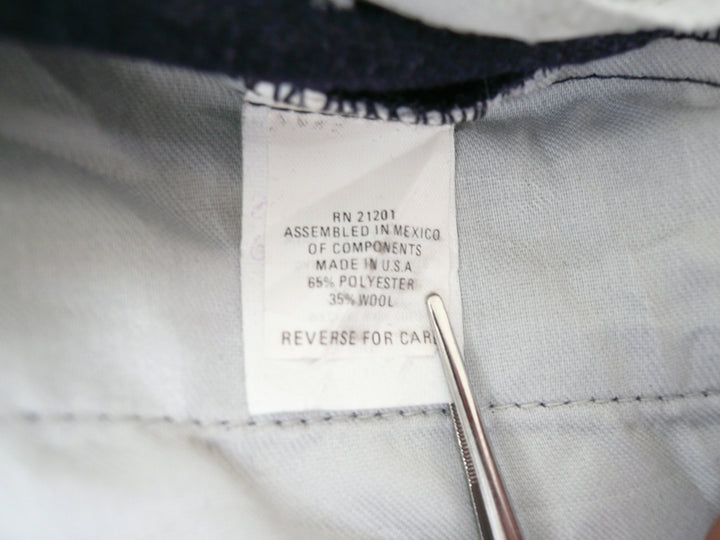 RN 21201
ASSEMBLED IN MEXICO
OF COMPONENTS
MADE IN U.S.A
65% POLYESTER
35% WOOL
REVERSE FOR CARE